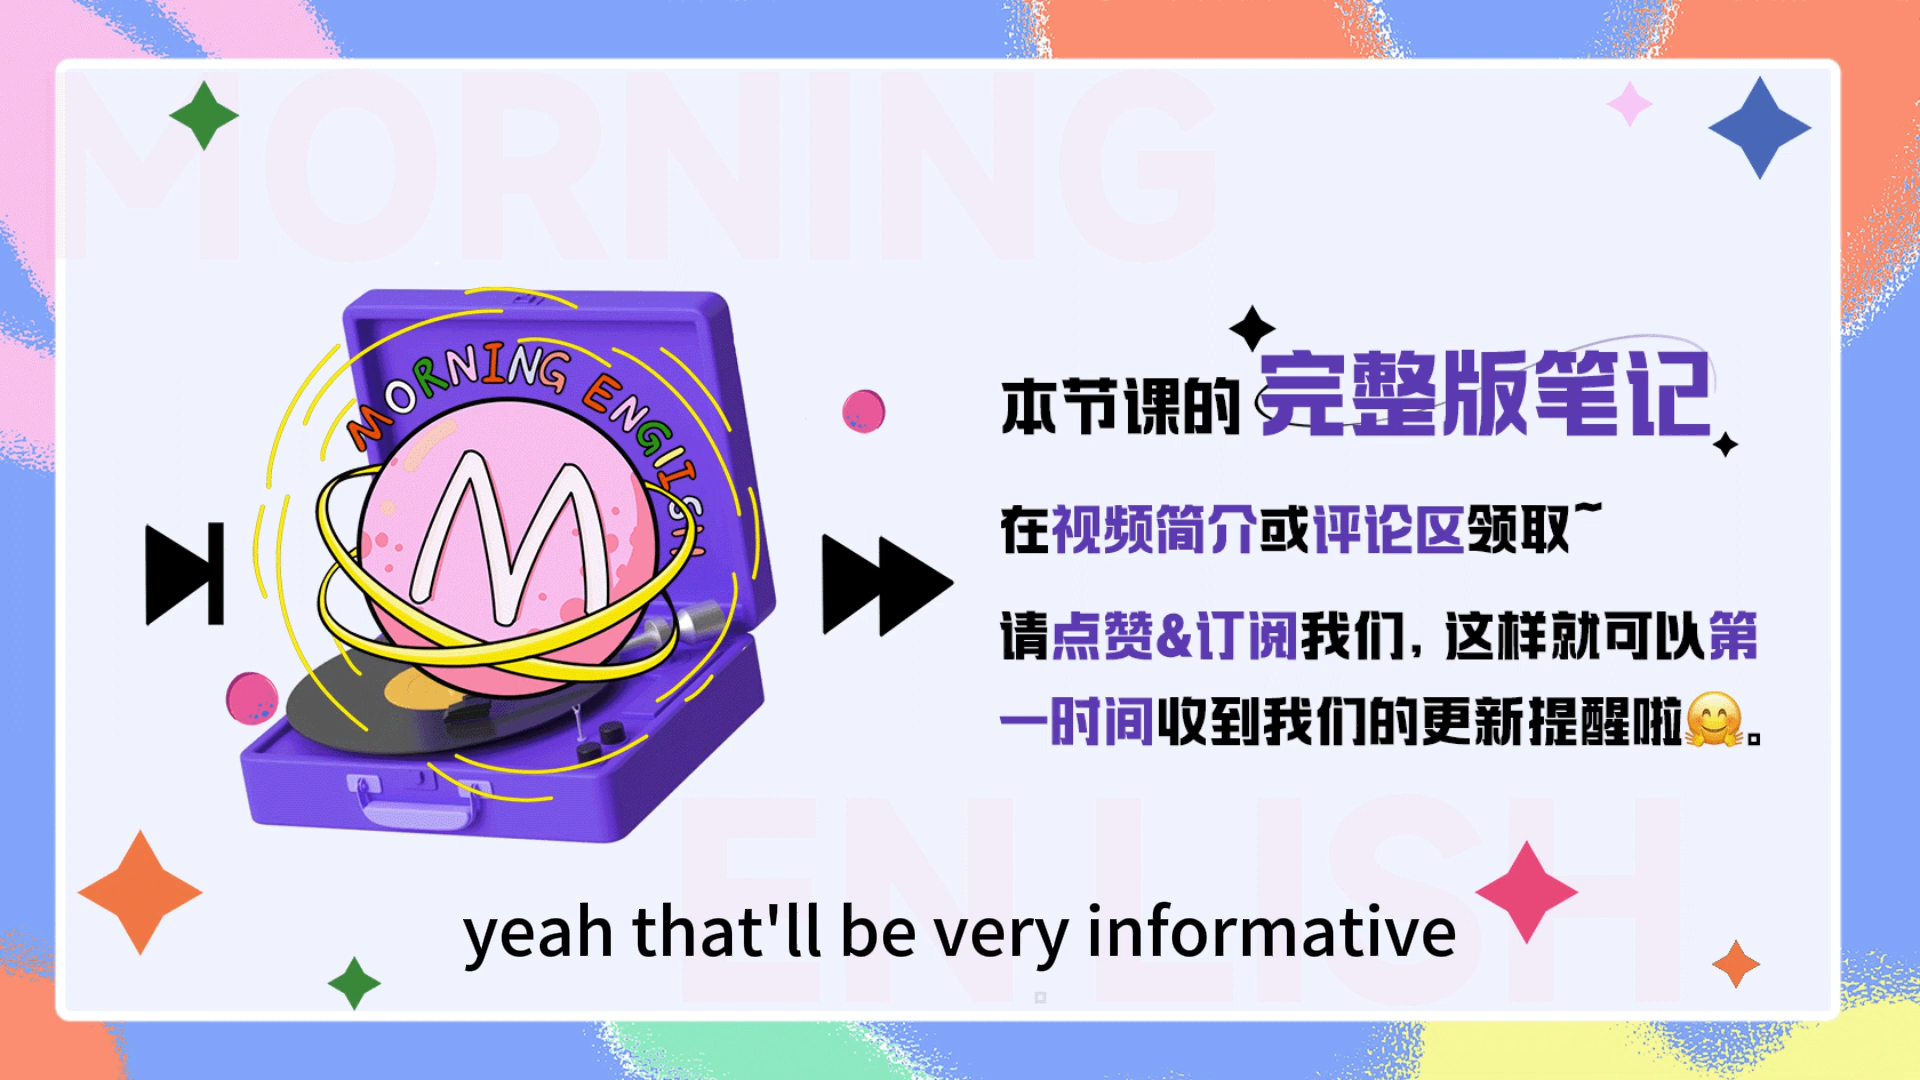 MORNING
MORNING ENGlISH
M
本节课的完整版笔记
在视频简介或评论区领取~
请点赞&订阅我们，这样就可以第
一时间收到我们的更新提醒啦🤗。
EN LISH
yeah that'll be very informative